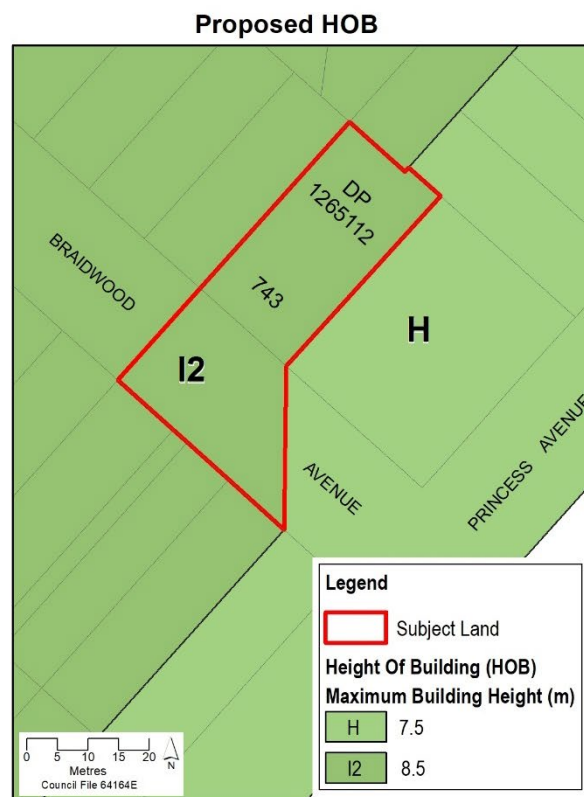 Proposed HOB
DP
1265112
743
BRAIDWOOD
I2
H
AVENUE
PRINCESS AVENUE
Legend
Subject Land
Height Of Building (HOB)
Maximum Building Height (m)
H 7.5
I2 8.5
0 5 10 15 20
Metres
N
Council File 64164E